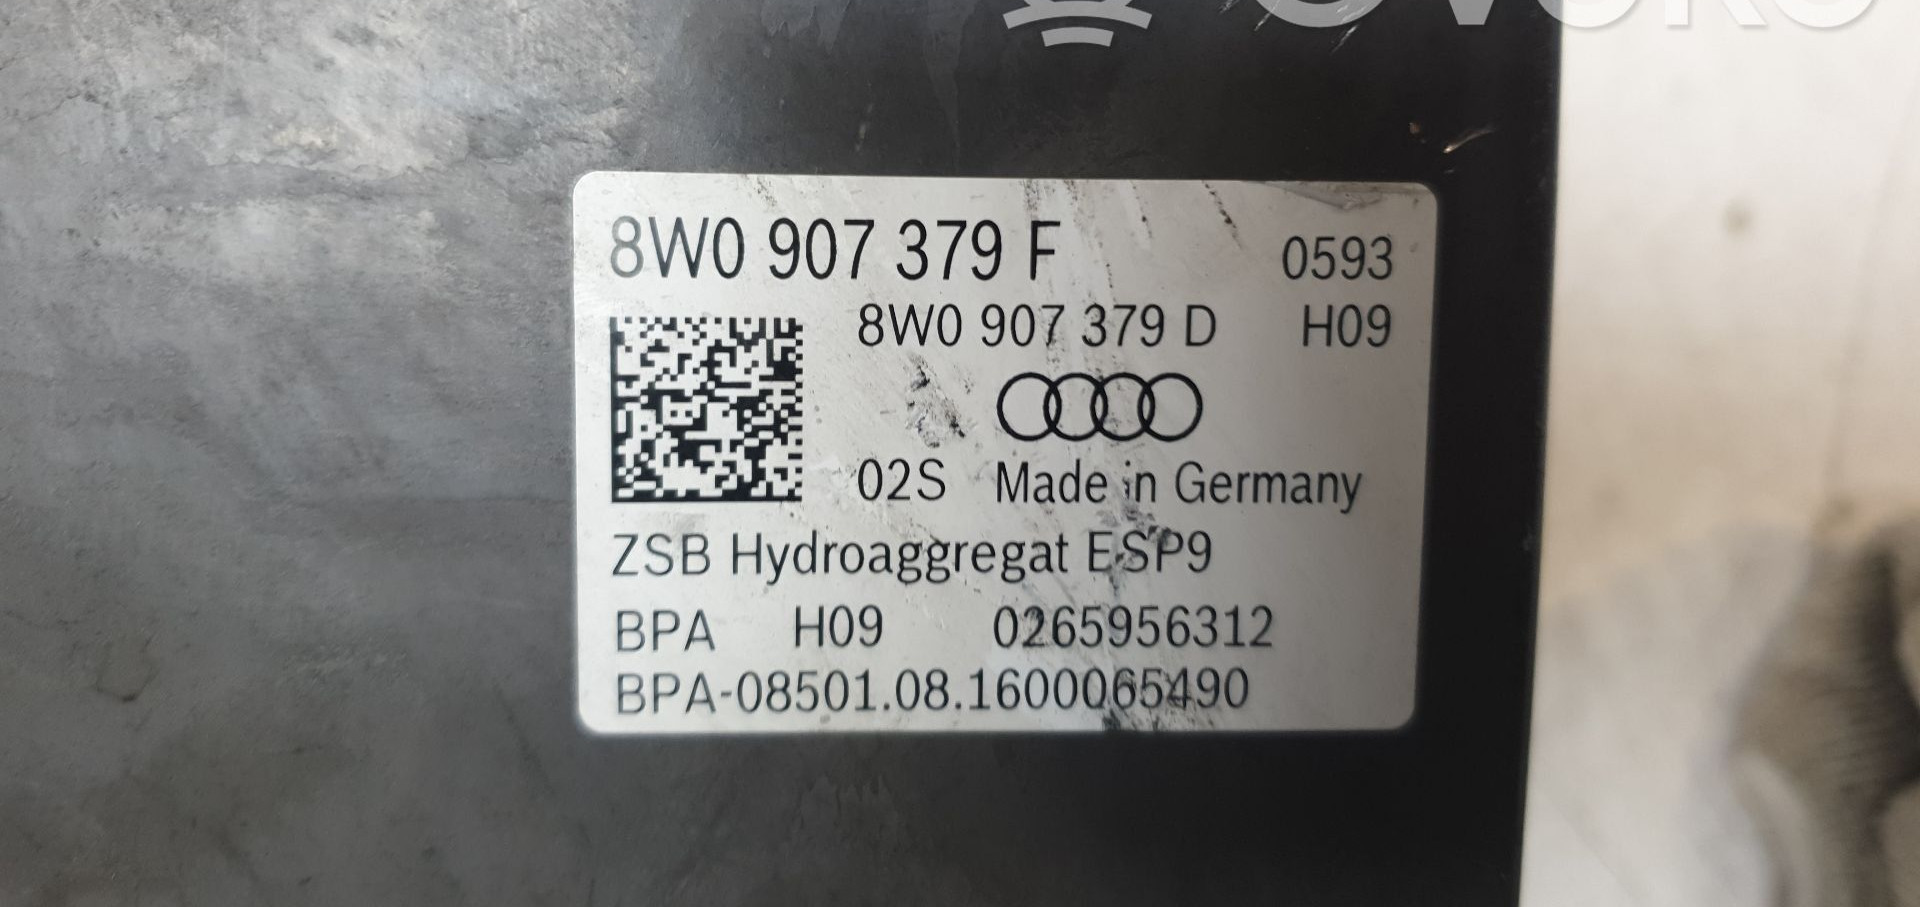 8W0 907 379 F 0593
8W0 907 379 D H09
02S Made in Germany
ZSB Hydroaggregat ESP9
BPA H09 0265956312
BPA-08501.08.1600065490